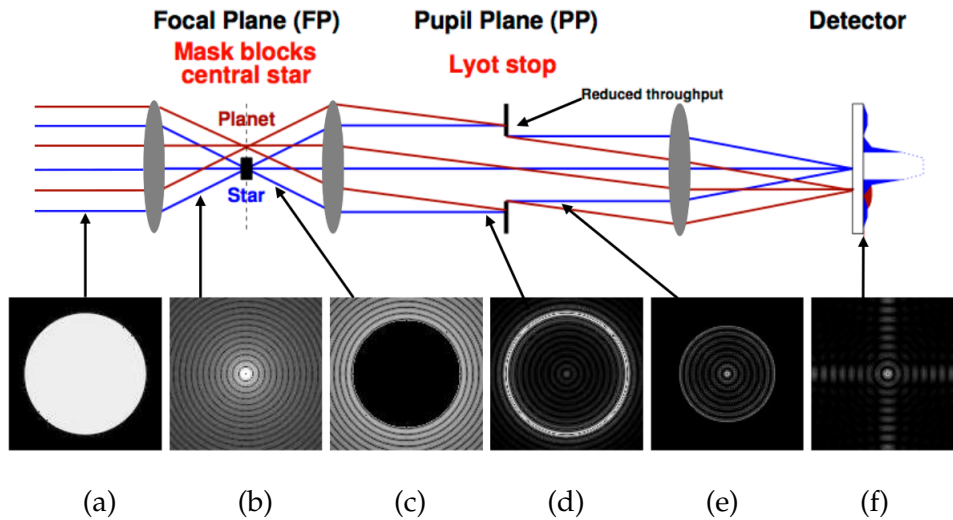 Focal Plane (FP)
Pupil Plane (PP)
Detector
Mask blocks
central star
Lyot stop
Reduced throughput
Planet
Star
(a)
(b)
(c)
(d)
(e)
(f)